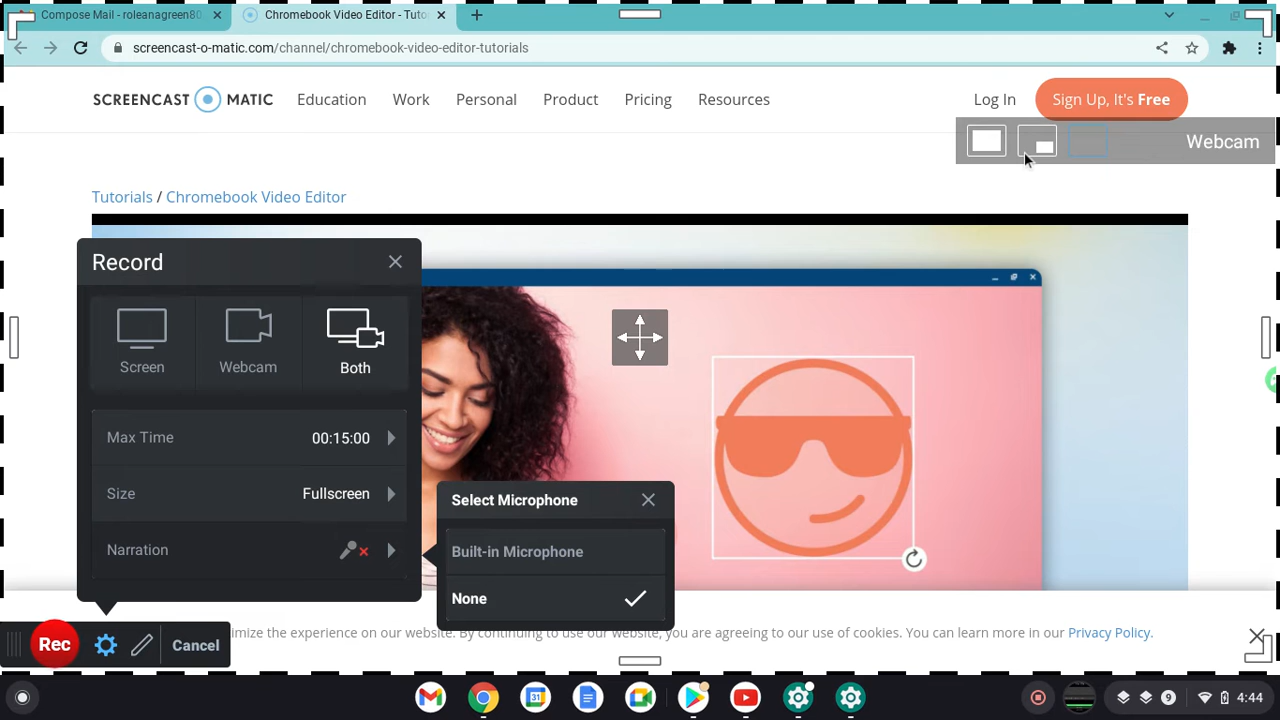 Compose Mail - roleanagreen80
Chromebook Video Editor - Tuto
screencast-o-matic.com/channel/chromebook-video-editor-tutorials
SCREENCAST MATIC Education Work Personal Product Pricing Resources Log In Sign Up, It's Free
Webcam
Tutorials / Chromebook Video Editor
Record
Screen Webcam Both
Max Time 00:15:00
Size Fullscreen
Narration
Select Microphone
Built-in Microphone
None
Rec Cancel
imize the experience on our website. By continuing to use our website, you are agreeing to our use of cookies. You can learn more in our Privacy Policy.
31
9 4:44